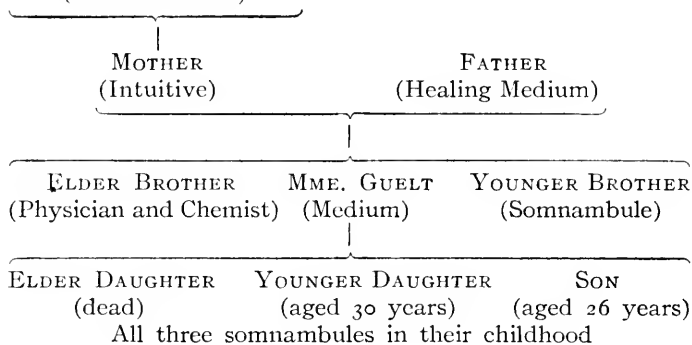 MOTHER FATHER
(Intuitive) (Healing Medium)
ELDER BROTHER MME. GUELT YOUNGER BROTHER
(Physician and Chemist) (Medium) (Somnambule)
ELDER DAUGHTER YOUNGER DAUGHTER SON
(dead) (aged 30 years) (aged 26 years)
All three somnambules in their childhood